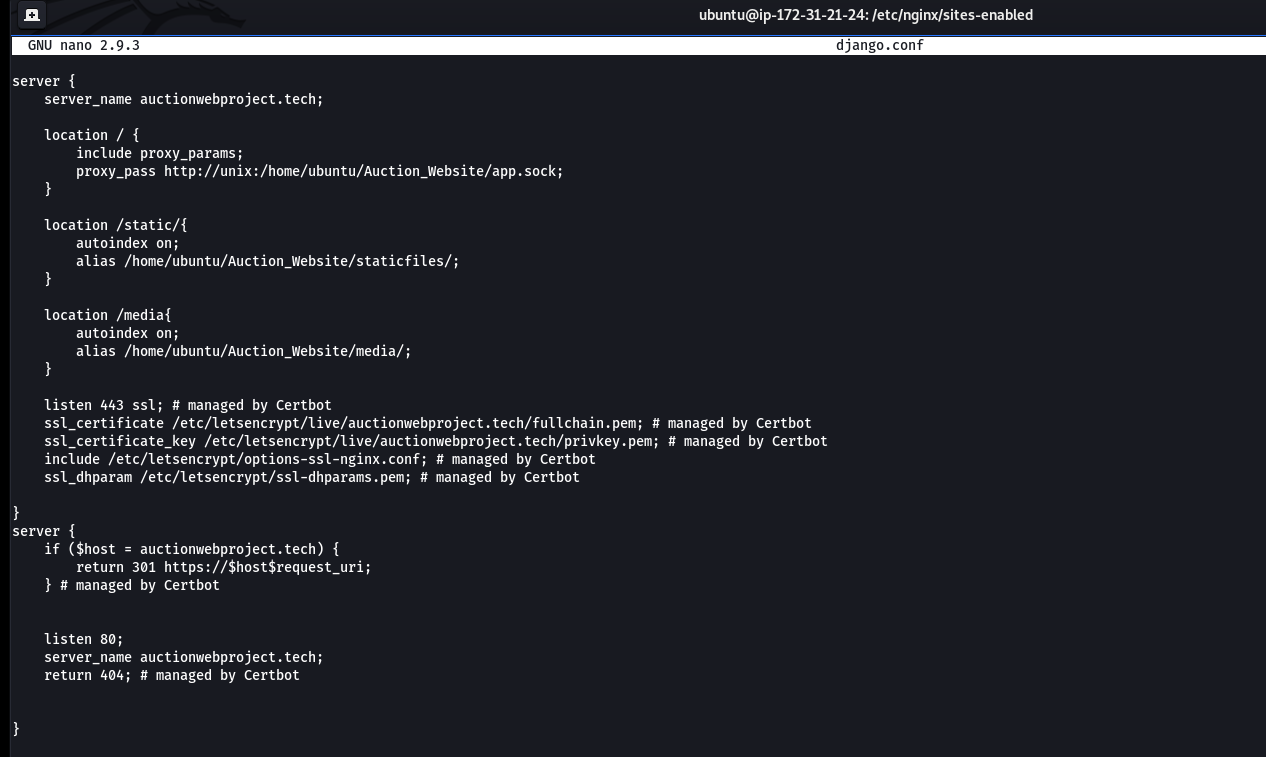 ubuntu@ip-172-31-21-24: /etc/nginx/sites-enabled
GNU nano 2.9.3 django.conf
server {
    server_name auctionwebproject.tech;
    location / {
        include proxy_params;
        proxy_pass http://unix:/home/ubuntu/Auction_Website/app.sock;
    }
    location /static/{
        autoindex on;
        alias /home/ubuntu/Auction_Website/staticfiles/;
    }
    location /media{
        autoindex on;
        alias /home/ubuntu/Auction_Website/media/;
    }
    listen 443 ssl; # managed by Certbot
    ssl_certificate /etc/letsencrypt/live/auctionwebproject.tech/fullchain.pem; # managed by Certbot
    ssl_certificate_key /etc/letsencrypt/live/auctionwebproject.tech/privkey.pem; # managed by Certbot
    include /etc/letsencrypt/options-ssl-nginx.conf; # managed by Certbot
    ssl_dhparam /etc/letsencrypt/ssl-dhparams.pem; # managed by Certbot
}
server {
    if ($host = auctionwebproject.tech) {
        return 301 https://$host$request_uri;
    } # managed by Certbot
    listen 80;
    server_name auctionwebproject.tech;
    return 404; # managed by Certbot
}